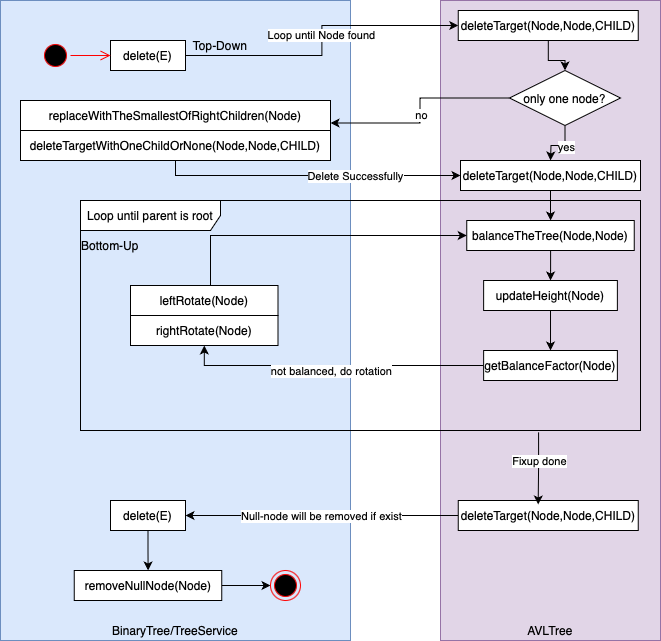 deleteTarget(Node,Node,CHILD)
Loop until Node found
Top-Down
delete(E)
only one node?
no
replaceWithTheSmallestOfRightChildren(Node)
deleteTargetWithOneChildOrNone(Node,Node,CHILD)
yes
Delete Successfully
deleteTarget(Node,Node,CHILD)
Loop until parent is root
Bottom-Up
balanceTheTree(Node,Node)
leftRotate(Node)
updateHeight(Node)
rightRotate(Node)
not balanced, do rotation
getBalanceFactor(Node)
Fixup done
delete(E)
Null-node will be removed if exist
deleteTarget(Node,Node,CHILD)
removeNullNode(Node)
BinaryTree/TreeService
AVLTree